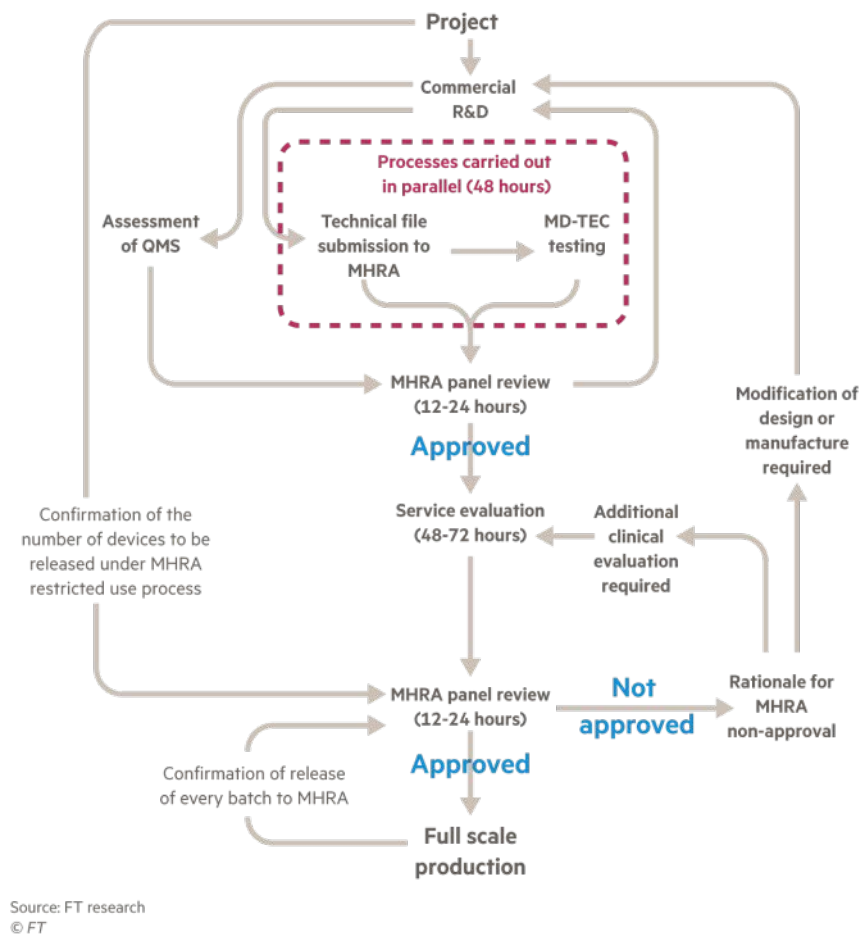 Project
Commercial
R&D
Processes carried out
in parallel (48 hours)
Assessment
of QMS
Technical file
submission to
MHRA
MD-TEC
testing
MHRA panel review
(12-24 hours)
Approved
Modification of
design or
manufacture
required
Confirmation of the
number of devices to be
released under MHRA
restricted use process
Service evaluation
(48-72 hours)
Additional
clinical
evaluation
required
MHRA panel review
(12-24 hours)
Not
approved
Rationale for
MHRA
non-approval
Approved
Confirmation of release
of every batch to MHRA
Full scale
production
Source: FT research
© FT